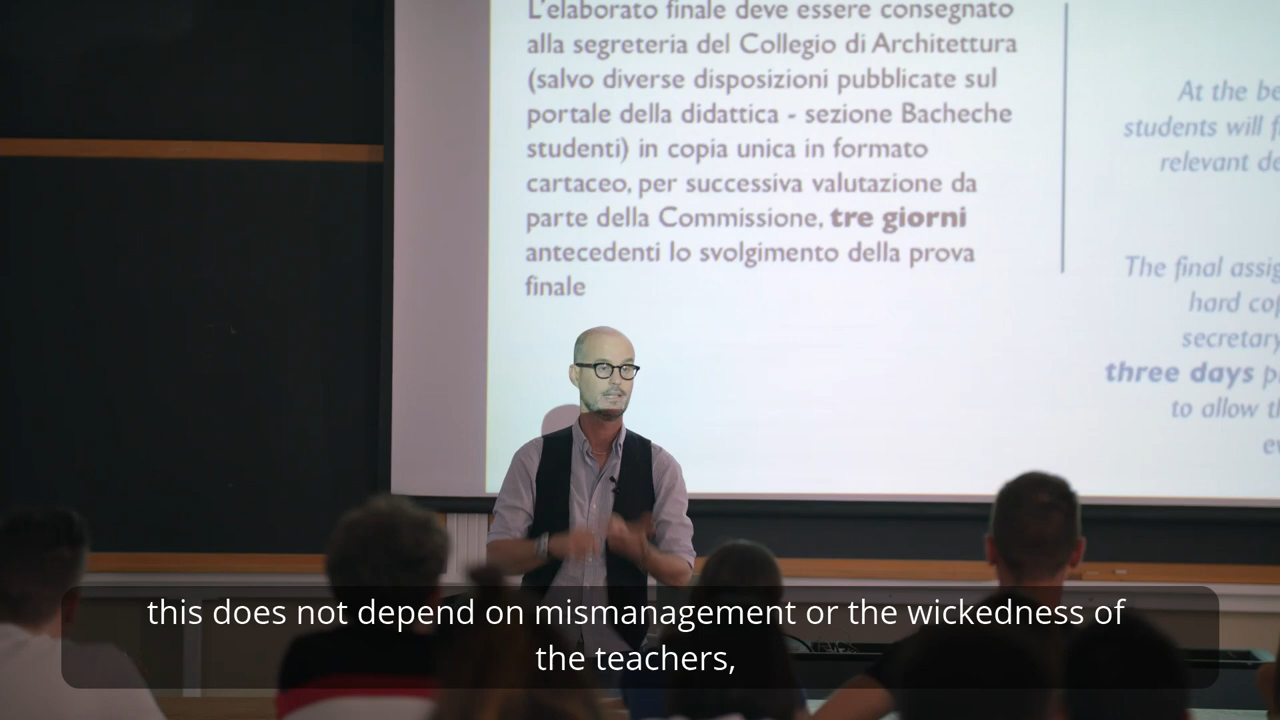 L'elaborato finale deve essere consegnato
alla segreteria del Collegio di Architettura
(salvo diverse disposizioni pubblicate sul
portale della didattica - sezione Bacheche
studenti) in copia unica in formato
cartaceo, per successiva valutazione da
parte della Commissione, tre giorni
antecedenti lo svolgimento della prova
finale
At the be
students will f
relevant do
The final assig
hard cop
secretary
three days p
to allow t
ev
this does not depend on mismanagement or the wickedness of
the teachers,